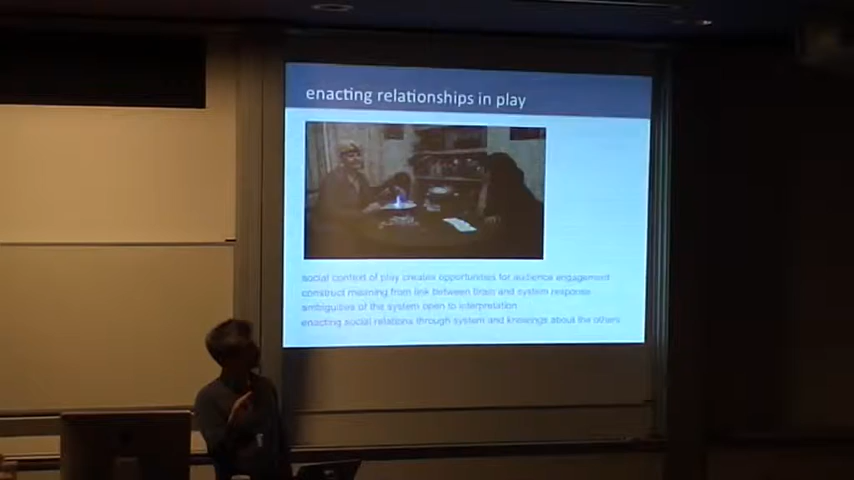 enacting relationships in play
social context of play creates opportunities for audience engagement
construct meaning from link between brain and system response
ambiguities of the system open to interpretation
enacting social relations through system and knowings about the others